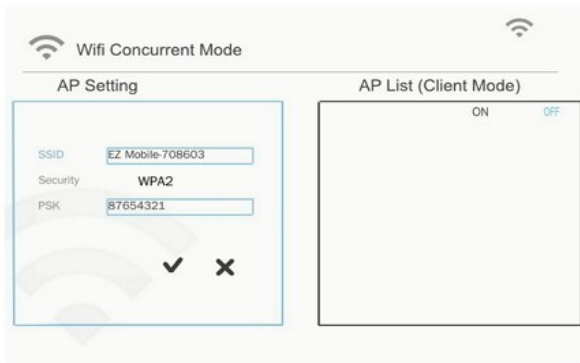 Wifi Concurrent Mode
AP Setting
SSID EZ Mobile-708603
Security WPA2
PSK 87654321
AP List (Client Mode)
ON OFF